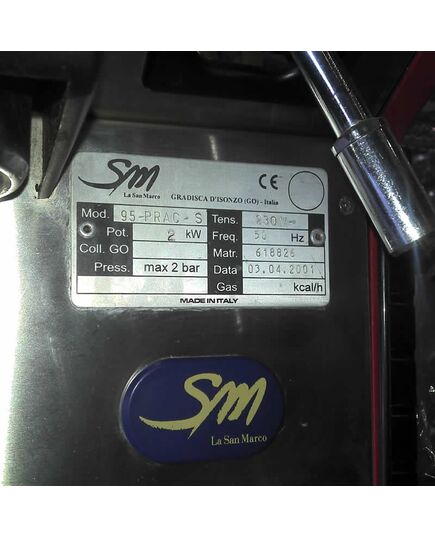 SM
La San Marco
GRADISCA D'ISONZO (GO) - Italia
CE
Mod. 95-PRAC-S Tens. 230V~
Pot. 2 kW Freq. 50 Hz
Coll. GO Matr. 618826
Press. max 2 bar Data 03.04.2001
Gas kcal/h
MADE IN ITALY
SM
La San Marco